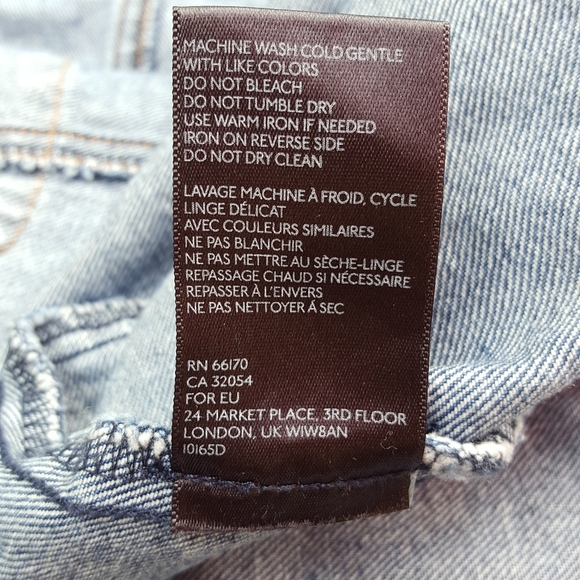 MACHINE WASH COLD GENTLE
WITH LIKE COLORS
DO NOT BLEACH
DO NOT TUMBLE DRY
USE WARM IRON IF NEEDED
IRON ON REVERSE SIDE
DO NOT DRY CLEAN
LAVAGE MACHINE À FROID, CYCLE
LINGE DÉLICAT
AVEC COULEURS SIMILAIRES
NE PAS BLANCHIR
NE PAS METTRE AU SÈCHE-LINGE
REPASSAGE CHAUD SI NÉCESSAIRE
REPASSER À L'ENVERS
NE PAS NETTOYER Á SEC
RN 66170
CA 32054
FOR EU
24 MARKET PLACE, 3RD FLOOR
LONDON, UK W1W8AN
10165D